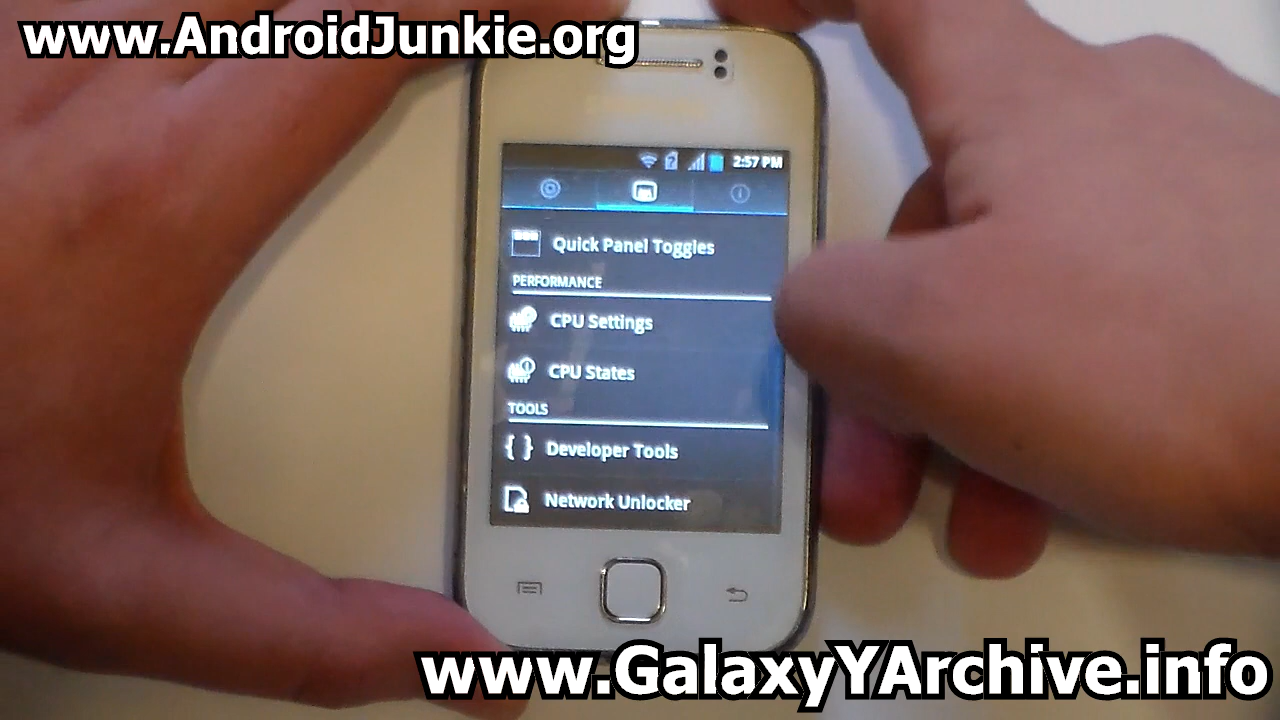 www.AndroidJunkie.org
2:57 PM
Quick Panel Toggles
PERFORMANCE
CPU Settings
CPU States
TOOLS
Developer Tools
Network Unlocker
www.GalaxyYArchive.info